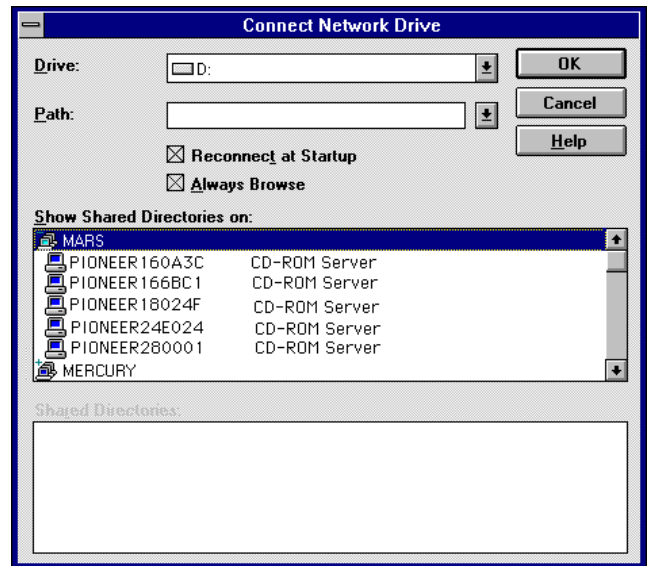 Connect Network Drive
Drive: D: OK
Path: Cancel
Help
Reconnect at Startup
Always Browse
Show Shared Directories on:
MARS
PIONEER160A3C CD-ROM Server
PIONEER166BC1 CD-ROM Server
PIONEER18024F CD-ROM Server
PIONEER24E024 CD-ROM Server
PIONEER280001 CD-ROM Server
MERCURY
Shared Directories: